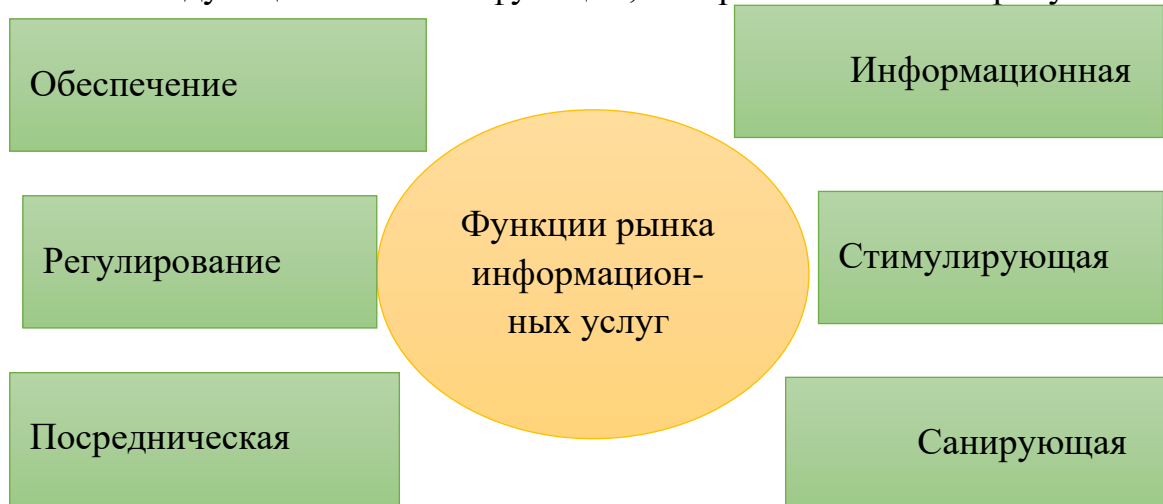 Обеспечение
Информационная
Функции рынка
информацион-
ных услуг
Регулирование
Стимулирующая
Посредническая
Санирующая